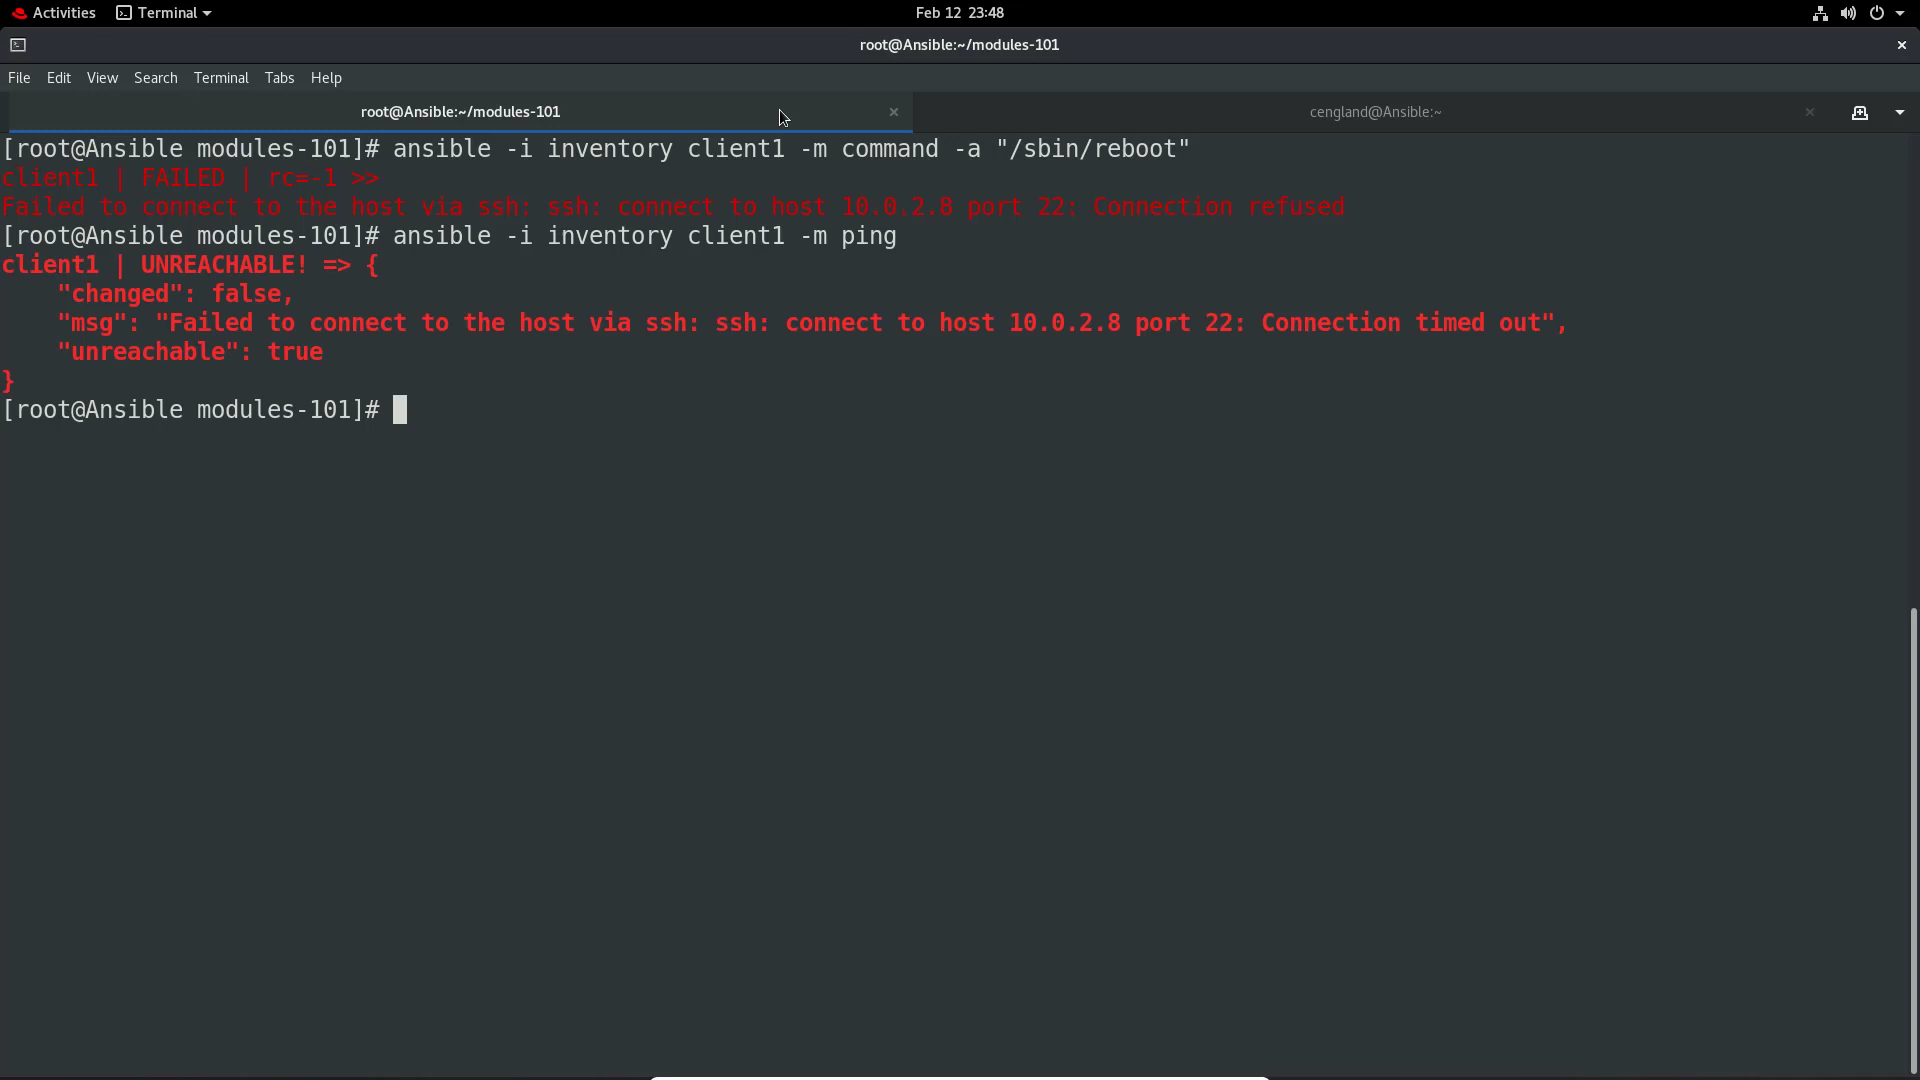 Activities Terminal Feb 12 23:48
root@Ansible:~/modules-101
File Edit View Search Terminal Tabs Help
root@Ansible:~/modules-101 cengland@Ansible:~
[root@Ansible modules-101]# ansible -i inventory client1 -m command -a "/sbin/reboot"
client1 | FAILED | rc=-1 >>
Failed to connect to the host via ssh: ssh: connect to host 10.0.2.8 port 22: Connection refused
[root@Ansible modules-101]# ansible -i inventory client1 -m ping
client1 | UNREACHABLE! => {
    "changed": false,
    "msg": "Failed to connect to the host via ssh: ssh: connect to host 10.0.2.8 port 22: Connection timed out",
    "unreachable": true
}
[root@Ansible modules-101]#